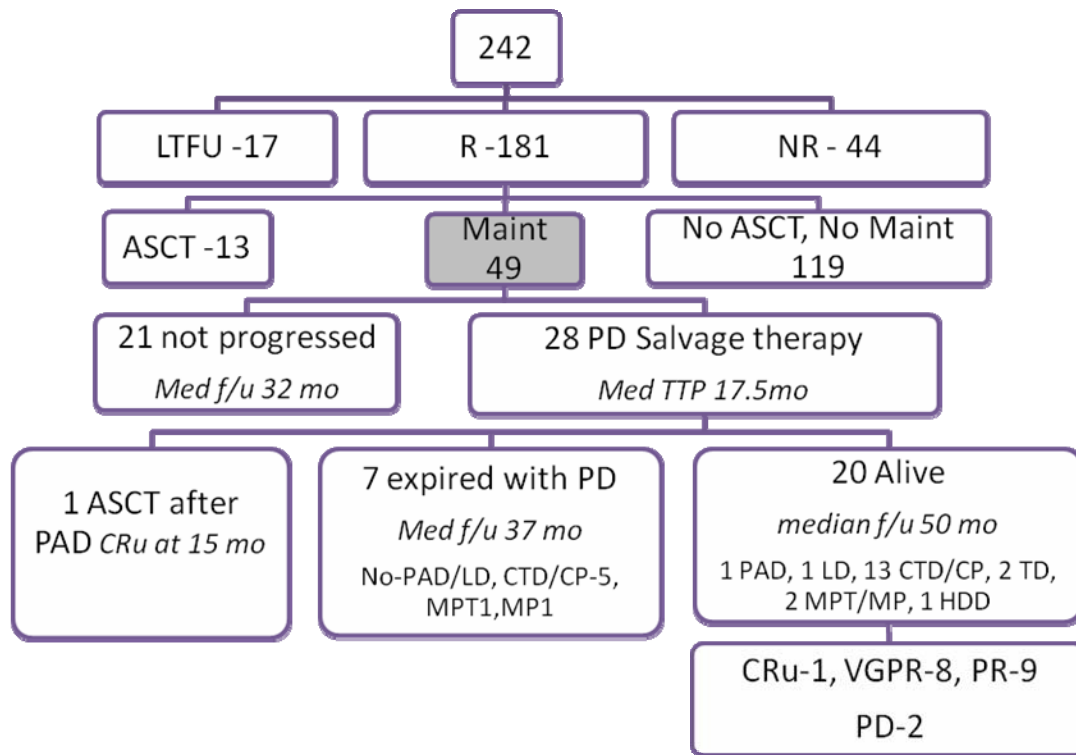 242
LTFU -17
R -181
NR - 44
ASCT -13
Maint
49
No ASCT, No Maint
119
21 not progressed
Med f/u 32 mo
28 PD Salvage therapy
Med TTP 17.5mo
1 ASCT after
PAD CRu at 15 mo
7 expired with PD
Med f/u 37 mo
No-PAD/LD, CTD/CP-5,
MPT1,MP1
20 Alive
median f/u 50 mo
1 PAD, 1 LD, 13 CTD/CP, 2 TD,
2 MPT/MP, 1 HDD
CRu-1, VGPR-8, PR-9
PD-2